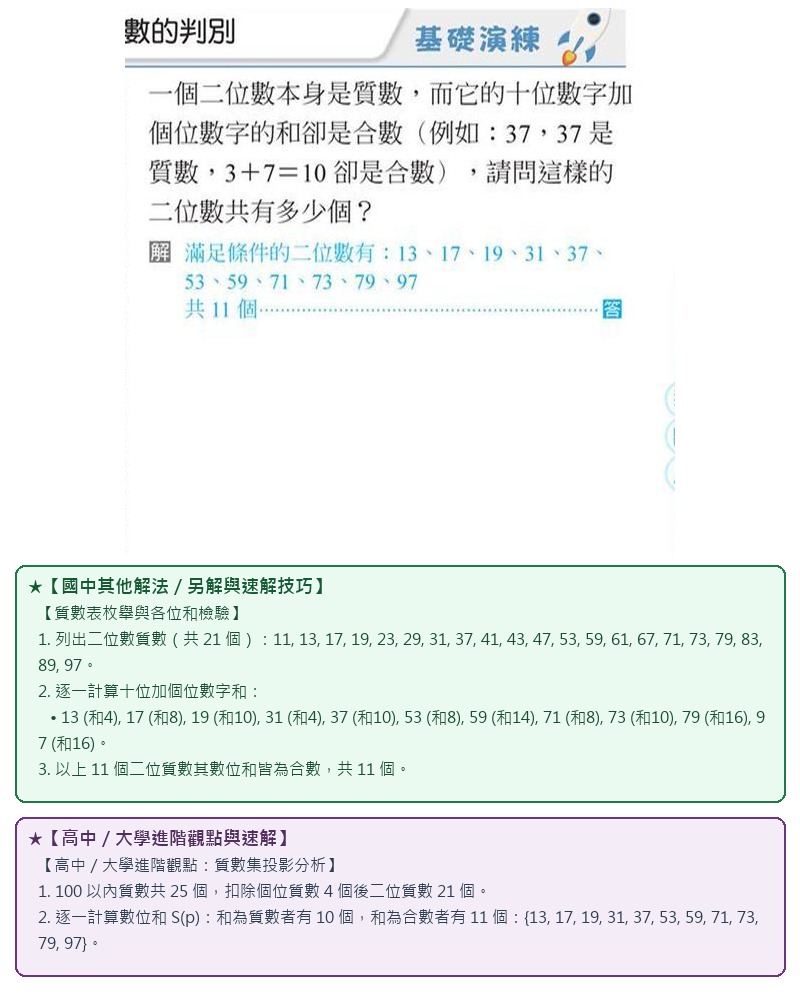 數的判別
基礎演練
一個二位數本身是質數，而它的十位數字加
個位數字的和卻是合數（例如：37，37 是
質數，3＋7＝10 卻是合數），請問這樣的
二位數共有多少個？
解 滿足條件的二位數有：13、17、19、31、37、
53、59、71、73、79、97
共 11 個⋯⋯⋯⋯⋯⋯⋯⋯⋯⋯⋯⋯⋯⋯ 答
★【國中其他解法 / 另解與速解技巧】
【質數表枚舉與各位和檢驗】
1. 列出二位數質數（共 21 個）：11, 13, 17, 19, 23, 29, 31, 37, 41, 43, 47, 53, 59, 61, 67, 71, 73, 79, 83,
89, 97。
2. 逐一計算十位加個位數字和：
• 13 (和4), 17 (和8), 19 (和10), 31 (和4), 37 (和10), 53 (和8), 59 (和14), 71 (和8), 73 (和10), 79 (和16), 9
7 (和16)。
3. 以上 11 個二位質數其數位和皆為合數，共 11 個。
★【高中 / 大學進階觀點與速解】
【高中 / 大學進階觀點：質數集投影分析】
1. 100 以內質數共 25 個，扣除個位質數 4 個後二位質數 21 個。
2. 逐一計算數位和 S(p)：和為質數者有 10 個，和為合數者有 11 個：{13, 17, 19, 31, 37, 53, 59, 71, 73,
79, 97}。